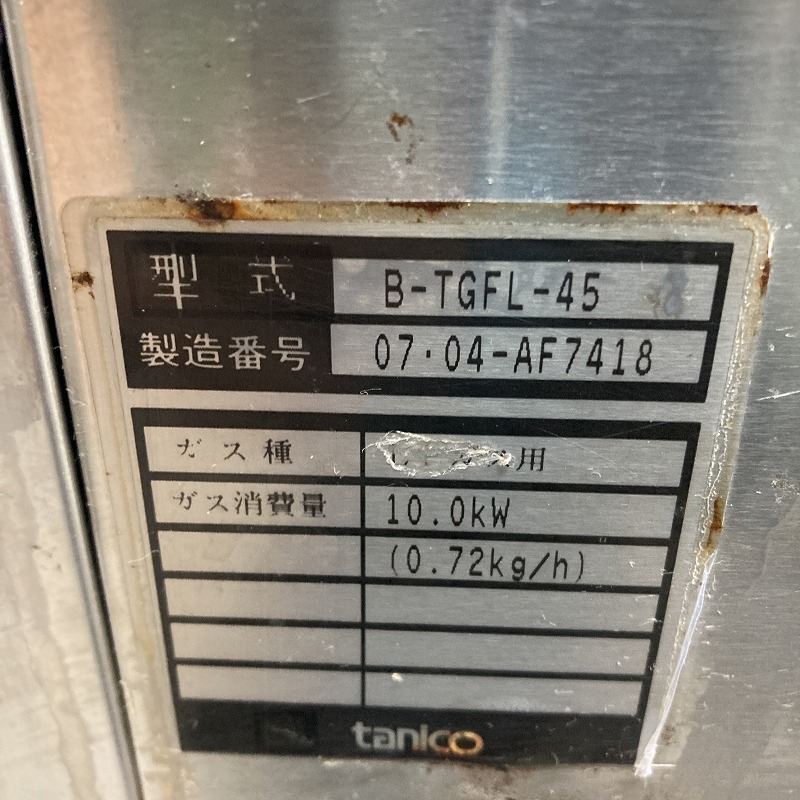 型式 B-TGFL-45
製造番号 07・04-AF7418
ガス種 用
ガス消費量 10.0kW
(0.72kg/h)
tanico